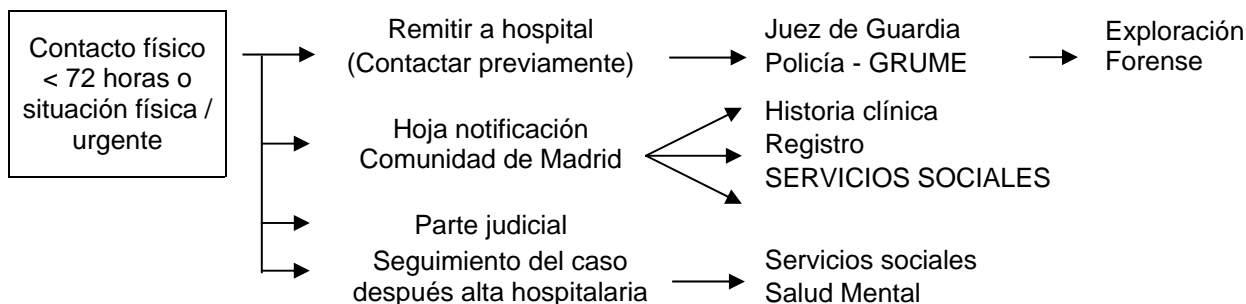 Contacto físico
< 72 horas o
situación física /
urgente
Remitir a hospital
(Contactar previamente)
Juez de Guardia
Policía - GRUME
Exploración
Forense
Hoja notificación
Comunidad de Madrid
Historia clínica
Registro
SERVICIOS SOCIALES
Parte judicial
Seguimiento del caso
después alta hospitalaria
Servicios sociales
Salud Mental